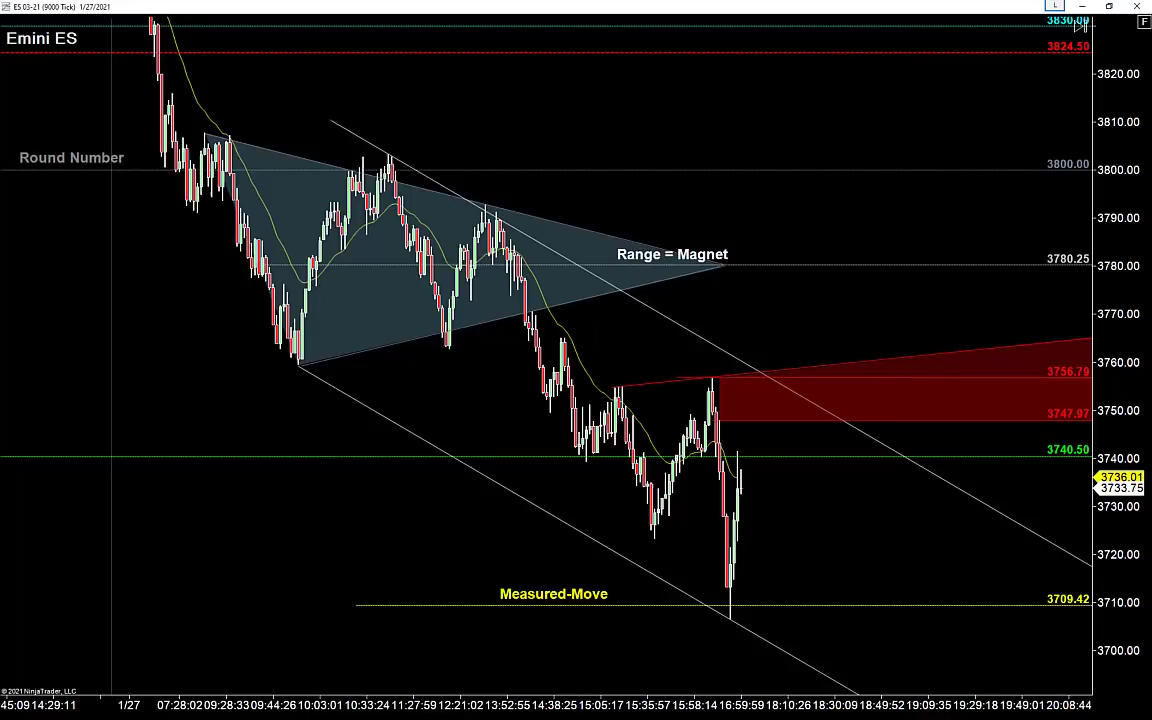 ES 03-21 (9000 Tick) 1/27/2021
L
F
Emini ES
3830.00
3824.50
3820.00
3810.00
Round Number
3800.00
3800.00
3790.00
Range = Magnet
3780.25
3780.00
3770.00
3760.00
3756.79
3750.00
3747.97
3740.50
3740.00
3736.01
3733.75
3730.00
3720.00
Measured-Move
3709.42
3710.00
3700.00
© 2021 NinjaTrader, LLC
45:09 14:29:11 1/27 07:28:02 09:28:33 09:44:26 10:03:01 10:33:24 11:27:59 12:21:02 13:52:55 14:38:25 15:05:17 15:35:57 15:58:14 16:59:59 18:10:26 18:30:09 18:49:52 19:09:35 19:29:18 19:49:01 20:08:44